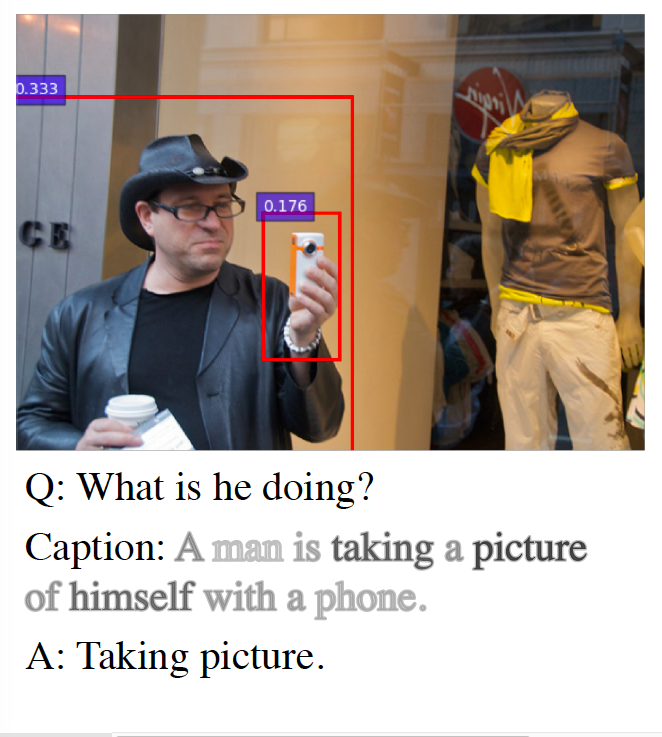 0.333
Virgin
0.176
CE
Q: What is he doing?
Caption: A man is taking a picture
of himself with a phone.
A: Taking picture.